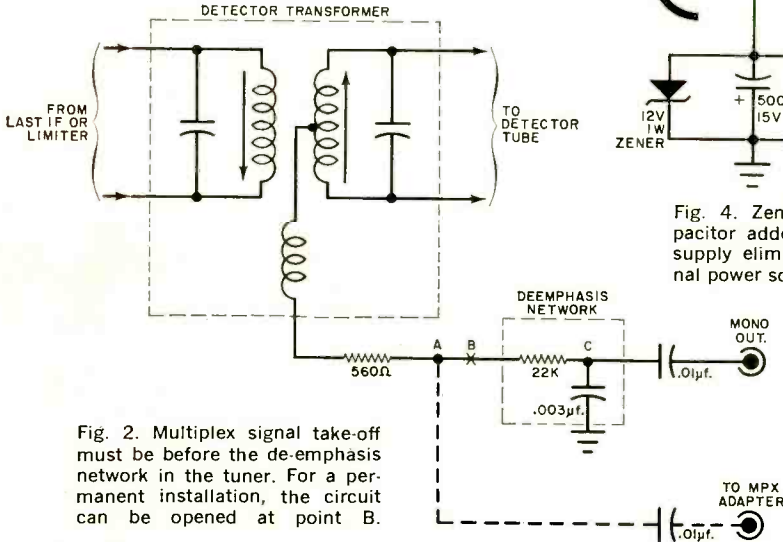 DETECTOR TRANSFORMER
FROM
LAST IF OR
LIMITER
TO
DETECTOR
TUBE
12V
1W
ZENER
+
500
15V
Fig. 4. Zen
pacitor adde
supply elim
nal power so
DEEMPHASIS
NETWORK
A
B
C
560Ω
22K
.003µf.
.01µf.
MONO
OUT.
Fig. 2. Multiplex signal take-off
must be before the de-emphasis
network in the tuner. For a per-
manent installation, the circuit
can be opened at point B.
TO MPX
ADAPTER
.01µf.